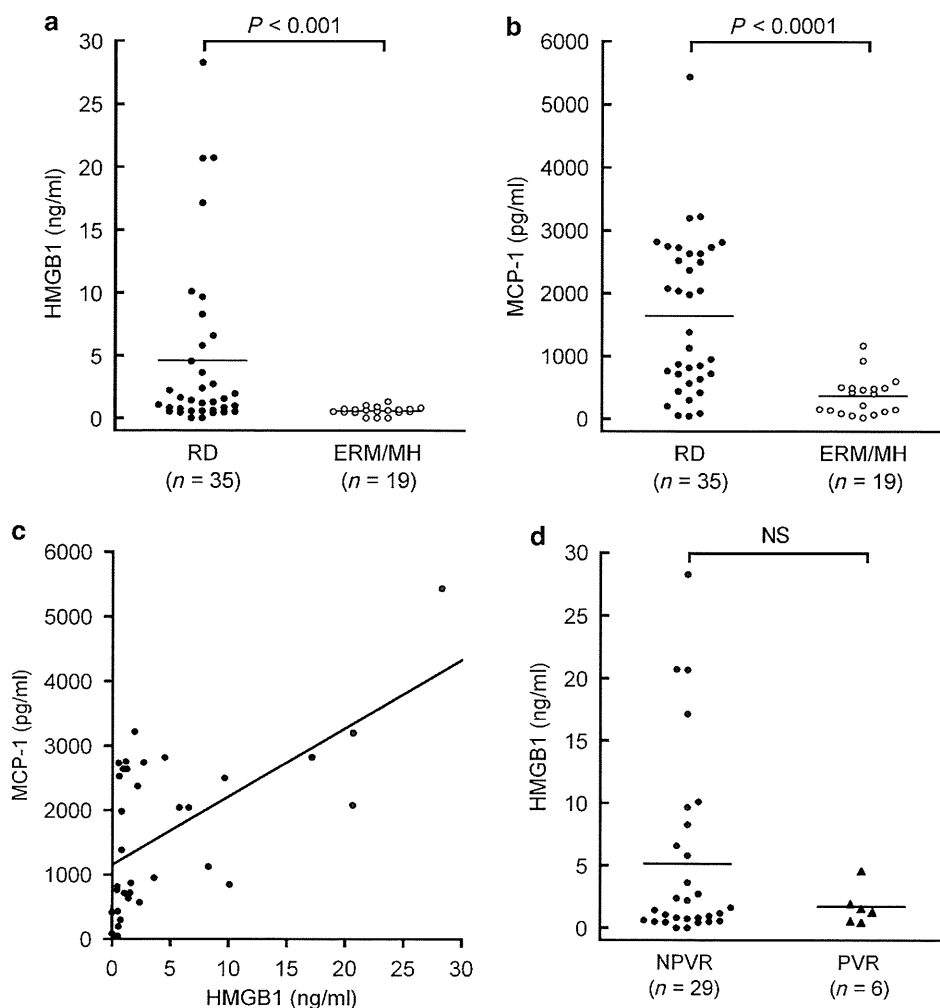 a
P < 0.001
30
25
20
15
10
5
0
HMGB1 (ng/ml)
RD
(n = 35)
ERM/MH
(n = 19)
b
P < 0.0001
6000
5000
4000
3000
2000
1000
0
MCP-1 (pg/ml)
RD
(n = 35)
ERM/MH
(n = 19)
c
6000
5000
4000
3000
2000
1000
0
MCP-1 (pg/ml)
0 5 10 15 20 25 30
HMGB1 (ng/ml)
d
NS
30
25
20
15
10
5
0
HMGB1 (ng/ml)
NPVR
(n = 29)
PVR
(n = 6)